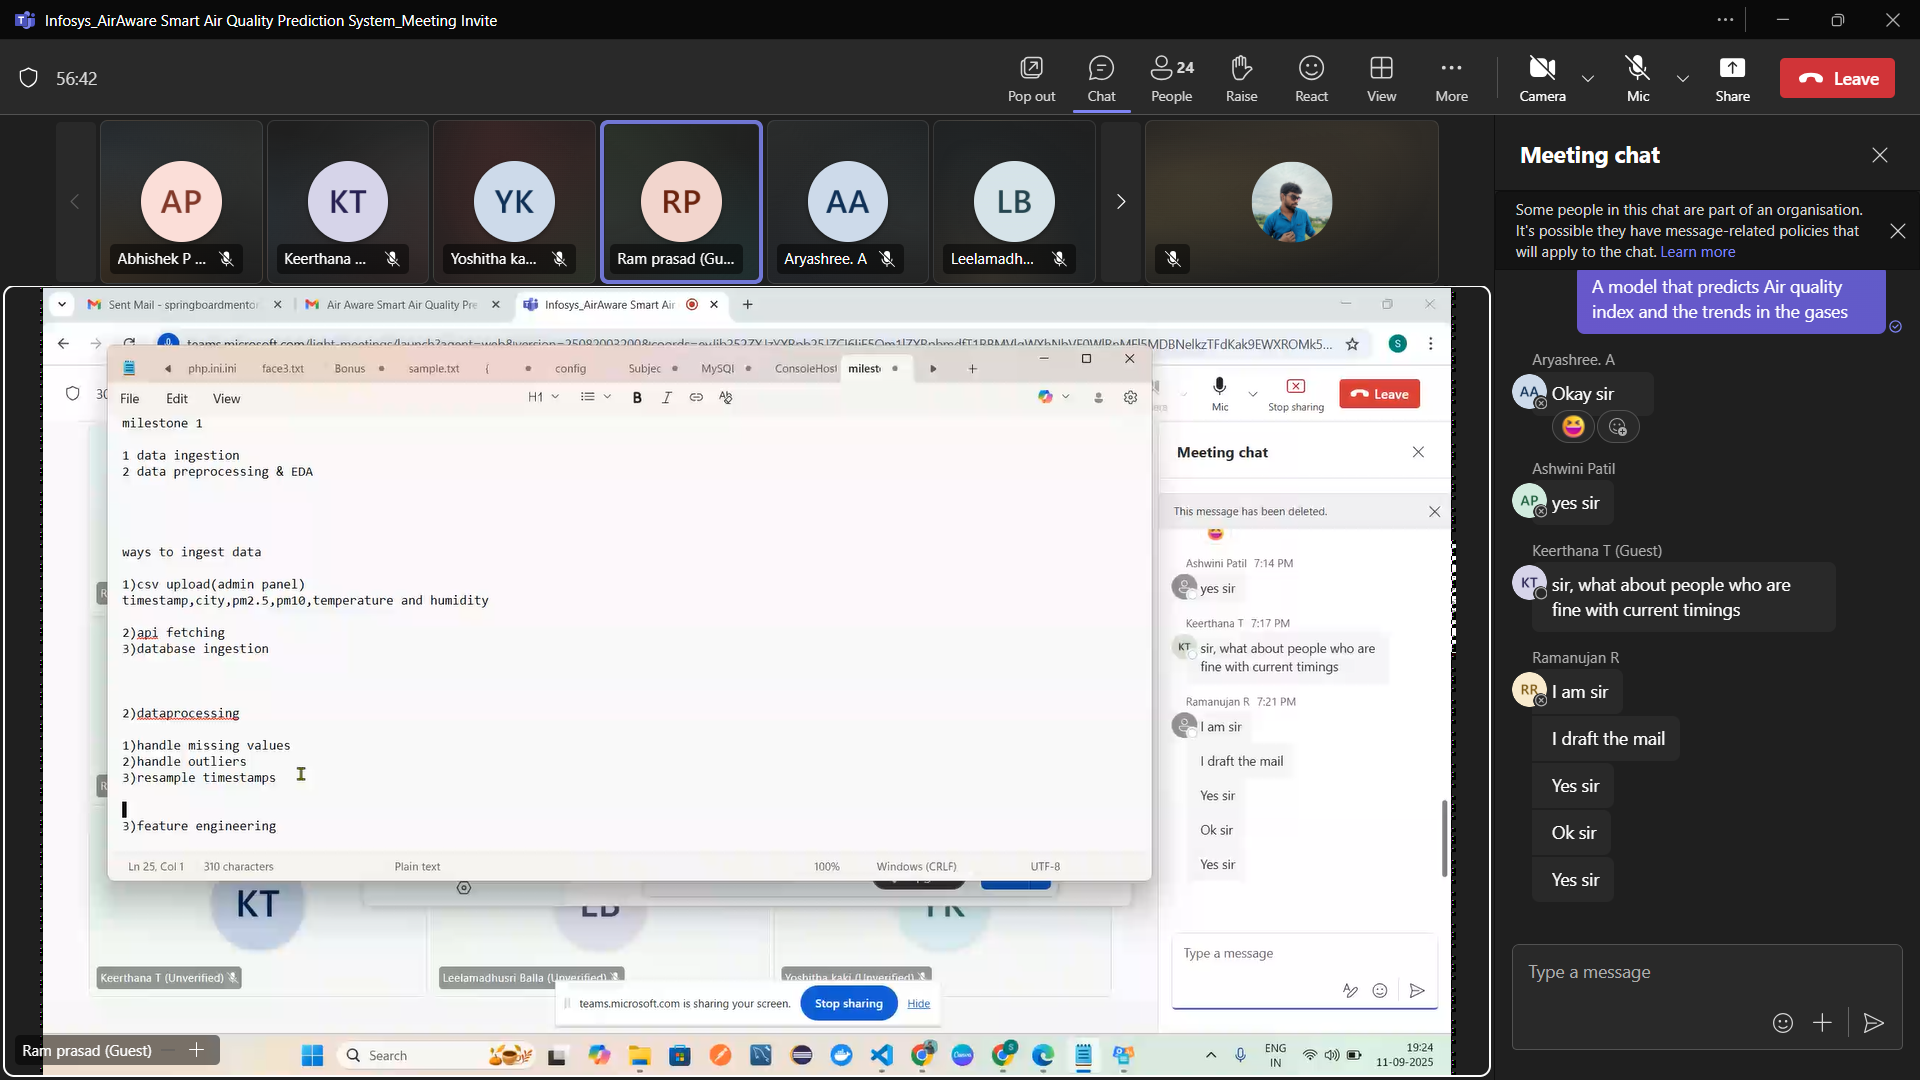 Infosys_AirAware Smart Air Quality Prediction System_Meeting Invite
56:42
Pop out
Chat
24
People
Raise
React
View
More
Camera
Mic
Share
Leave
AP
Abhishek P ...
KT
Keerthana ...
YK
Yoshitha ka...
RP
Ram prasad (Gu...
AA
Aryashree. A
LB
Leelamadh...
Meeting chat
Some people in this chat are part of an organisation.
It's possible they have message-related policies that
will apply to the chat. Learn more
A model that predicts Air quality
index and the trends in the gases
Aryashree. A
AA
Okay sir
Ashwini Patil
AP
yes sir
Keerthana T (Guest)
KT
sir, what about people who are
fine with current timings
Ramanujan R
RR
I am sir
I draft the mail
Yes sir
Ok sir
Yes sir
Type a message
Sent Mail - springboardmento
Air Aware Smart Air Quality Pre
Infosys_AirAware Smart Air
S
php.ini.ini
face3.txt
Bonus
sample.txt
{
config
Subjec
MySQl
ConsoleHost
milest
File
Edit
View
H1
B
I
milestone 1
1 data ingestion
2 data preprocessing & EDA
ways to ingest data
1)csv upload(admin panel)
timestamp,city,pm2.5,pm10,temperature and humidity
2)api fetching
3)database ingestion
2)dataprocessing
1)handle missing values
2)handle outliers
3)resample timestamps
3)feature engineering
Ln 25, Col 1
310 characters
Plain text
100%
Windows (CRLF)
UTF-8
Mic
Stop sharing
Leave
Meeting chat
This message has been deleted.
Ashwini Patil 7:14 PM
yes sir
Keerthana T 7:17 PM
KT
sir, what about people who are
fine with current timings
Ramanujan R 7:21 PM
I am sir
I draft the mail
Yes sir
Ok sir
Yes sir
Type a message
KT
LB
YK
Keerthana T (Unverified)
Leelamadhusri Balla (Unverified)
Yoshitha kaki (Unverified)
teams.microsoft.com is sharing your screen.
Stop sharing
Hide
Ram prasad (Guest)
Search
ENG
IN
19:24
11-09-2025